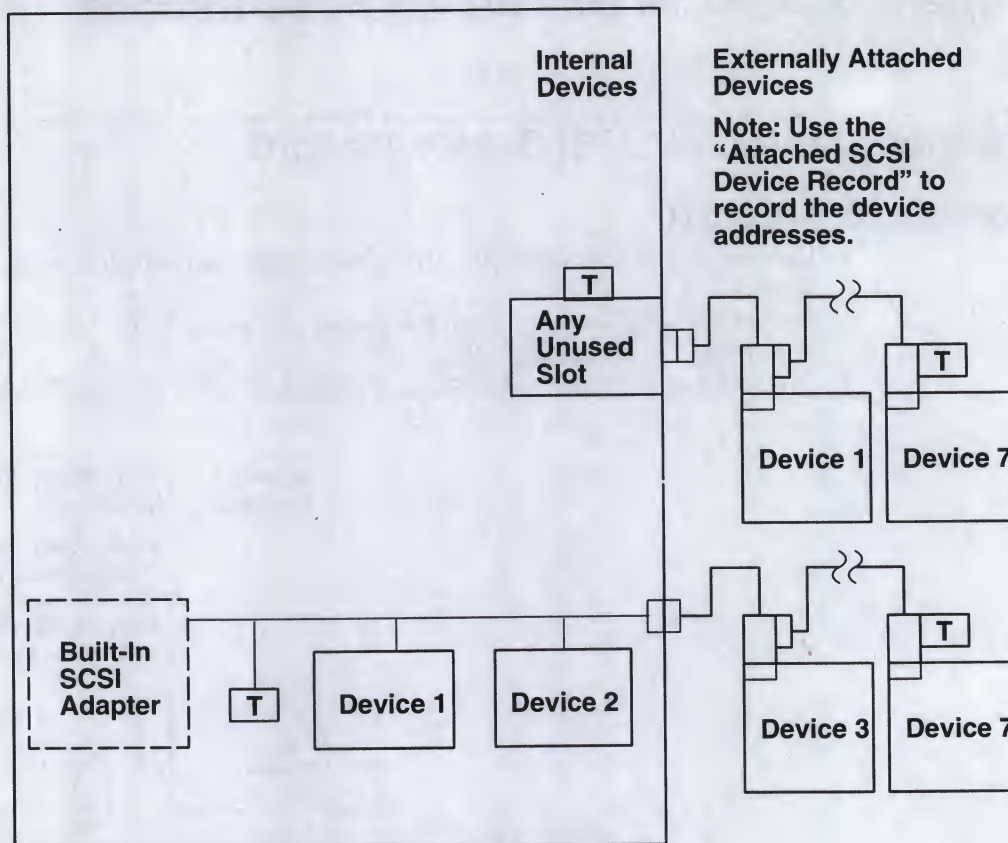 Internal
Devices
Externally Attached
Devices
Note: Use the
“Attached SCSI
Device Record” to
record the device
addresses.
T
Any
Unused
Slot
T
Device 1
Device 7
Built-In
SCSI
Adapter
T
Device 1
Device 2
T
Device 3
Device 7